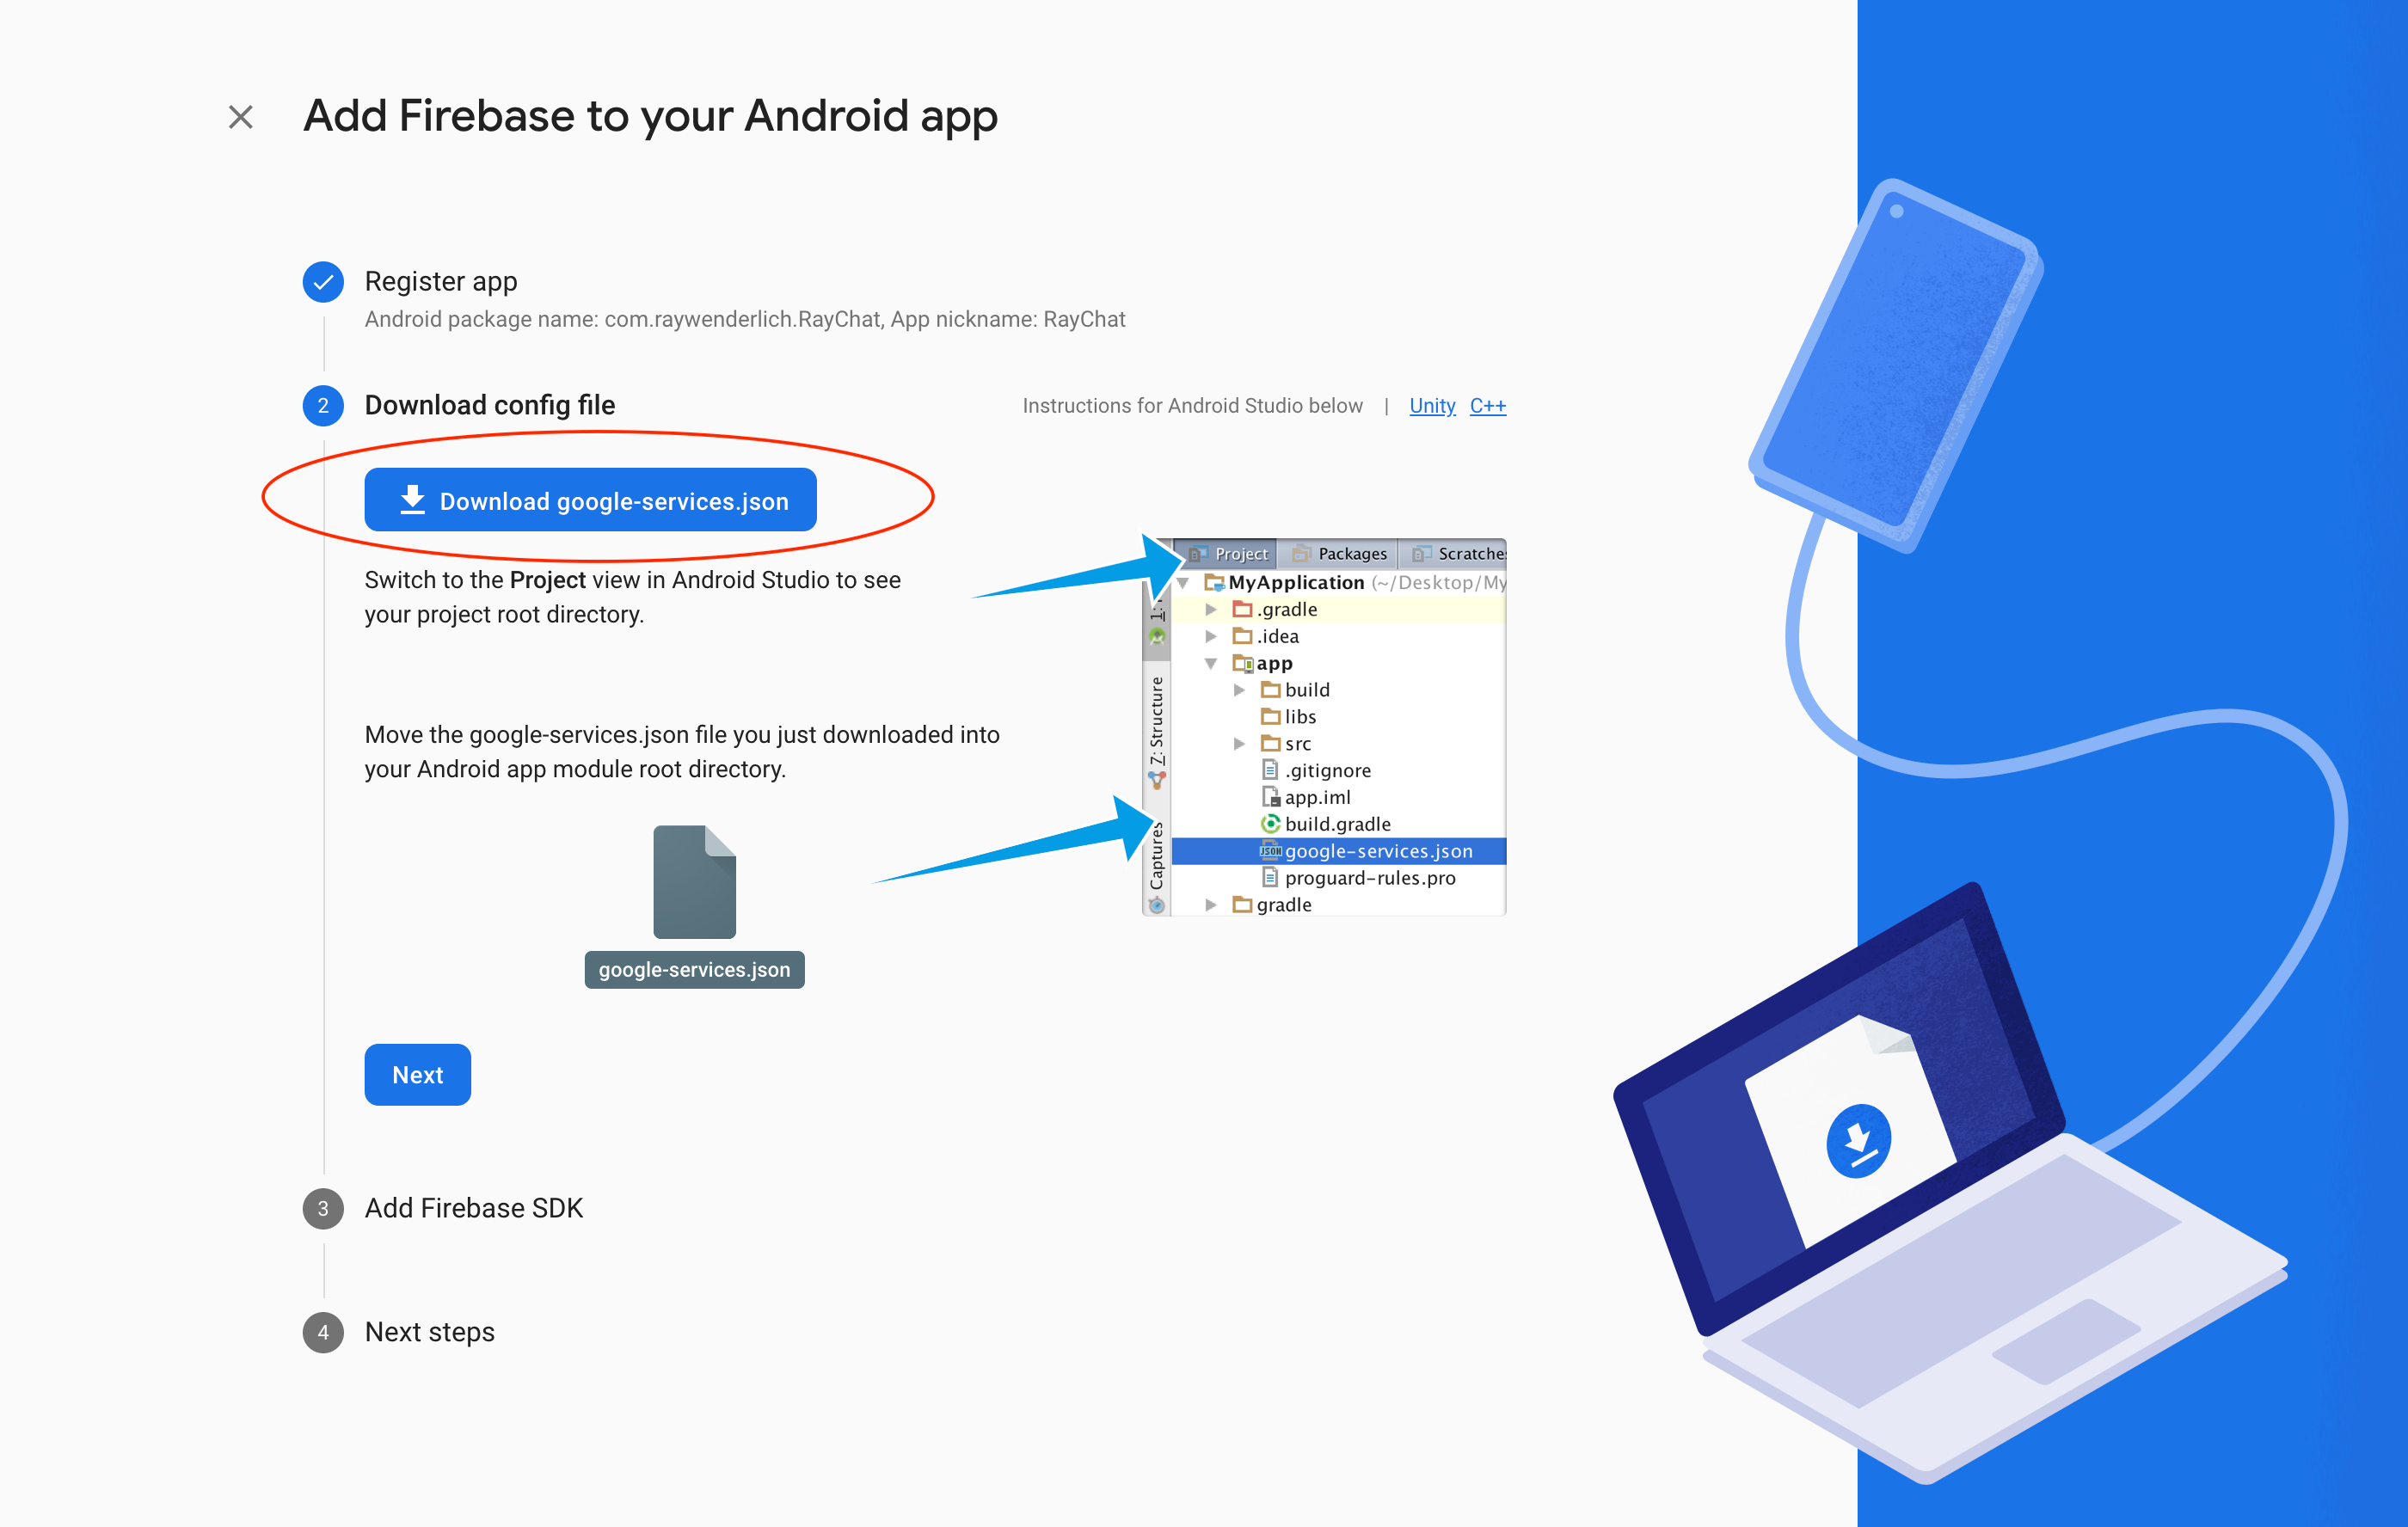 Add Firebase to your Android app
Register app
Android package name: com.raywenderlich.RayChat, App nickname: RayChat
2
Download config file
Instructions for Android Studio below | Unity C++
Download google-services.json
Switch to the Project view in Android Studio to see
your project root directory.
Move the google-services.json file you just downloaded into
your Android app module root directory.
google-services.json
Project Packages Scratches
MyApplication (~/Desktop/My
.gradle
.idea
app
build
libs
src
.gitignore
app.iml
build.gradle
JSON google-services.json
proguard-rules.pro
gradle
1:
7: Structure
Captures
Next
3
Add Firebase SDK
4
Next steps